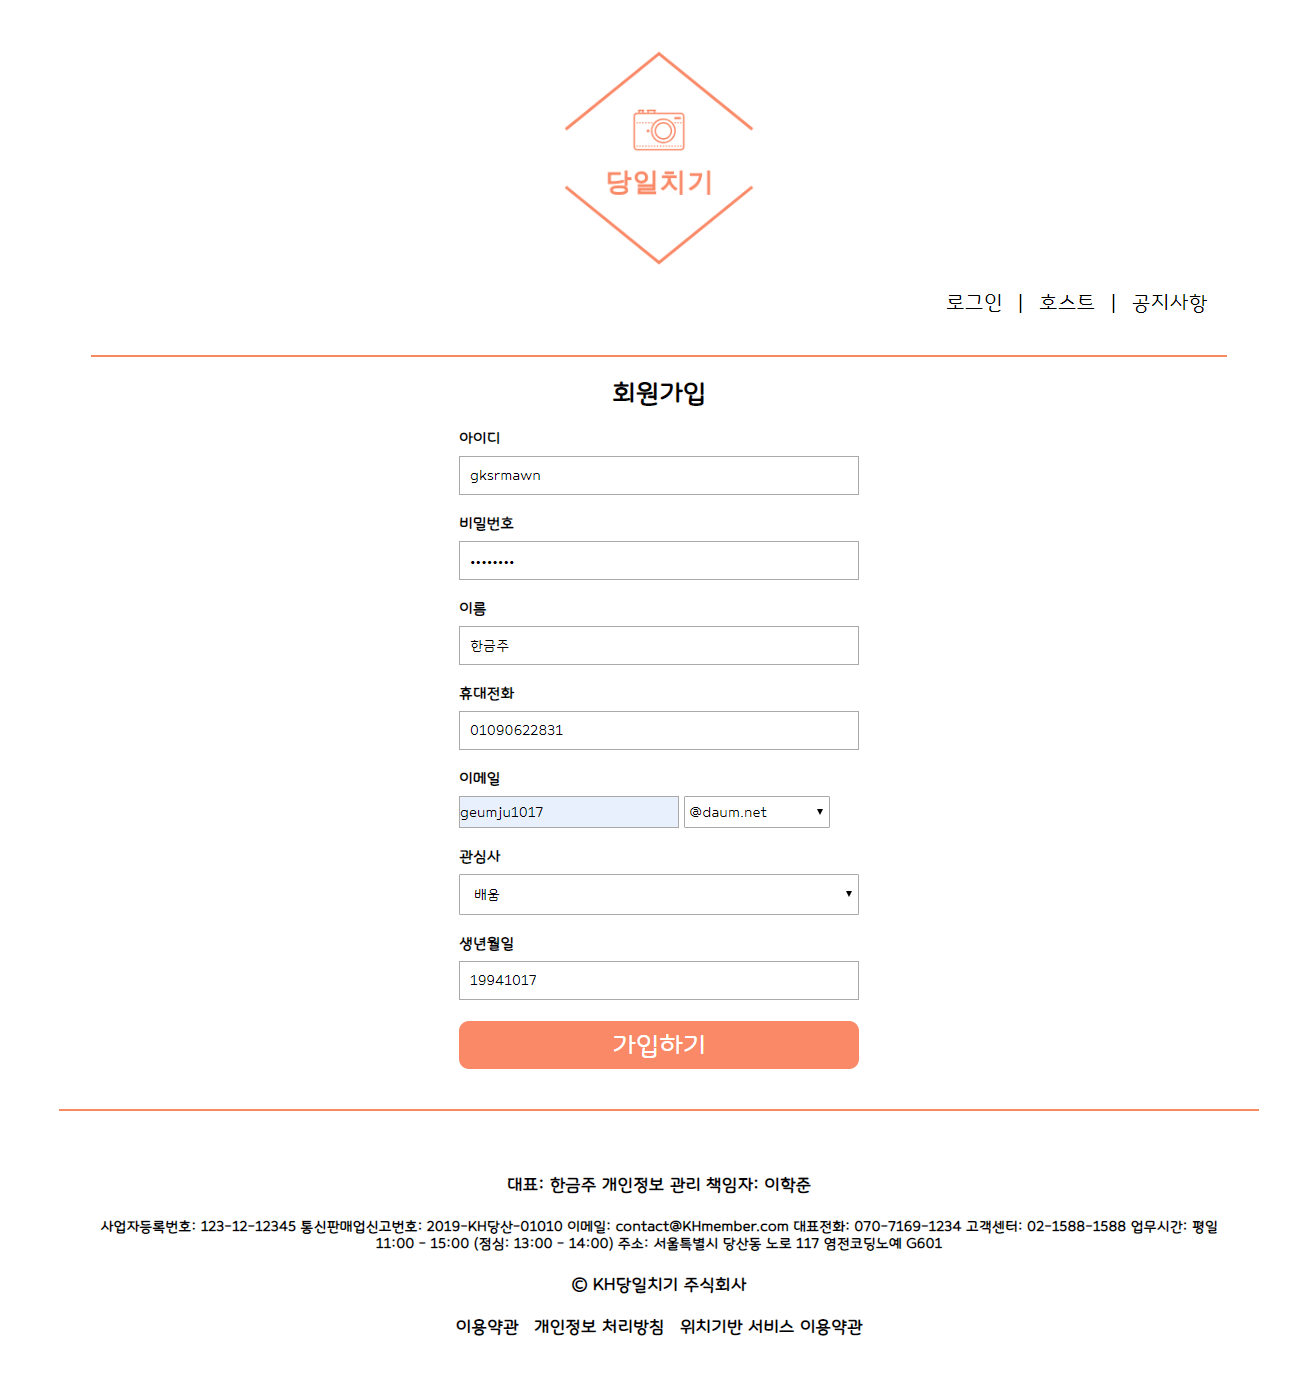 당일치기
로그인 | 호스트 | 공지사항
회원가입
아이디
gksrmawn
비밀번호
••••••••
이름
한금주
휴대전화
01090622831
이메일
geumju1017 @daum.net
관심사
배움
생년월일
19941017
가입하기
대표: 한금주 개인정보 관리 책임자: 이학준
사업자등록번호: 123-12-12345 통신판매업신고번호: 2019-KH당산-01010 이메일: contact@KHmember.com 대표전화: 070-7169-1234 고객센터: 02-1588-1588 업무시간: 평일
11:00 - 15:00 (점심: 13:00 - 14:00) 주소: 서울특별시 당산동 노로 117 염전코딩노예 G601
© KH당일치기 주식회사
이용약관 개인정보 처리방침 위치기반 서비스 이용약관